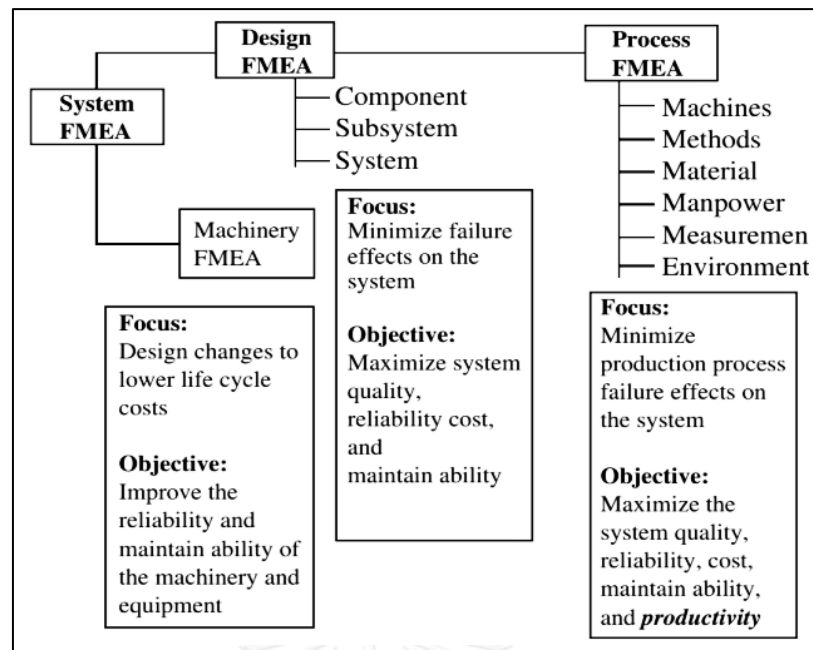 Design
FMEA
Process
FMEA
System
FMEA
Component
Subsystem
System
Machines
Methods
Material
Manpower
Measuremen
Environment
Machinery
FMEA
Focus:
Design changes to
lower life cycle
costs
Objective:
Improve the
reliability and
maintain ability of
the machinery and
equipment
Focus:
Minimize failure
effects on the
system
Objective:
Maximize system
quality,
reliability cost,
and
maintain ability
Focus:
Minimize
production process
failure effects on
the system
Objective:
Maximize the
system quality,
reliability, cost,
maintain ability,
and productivity